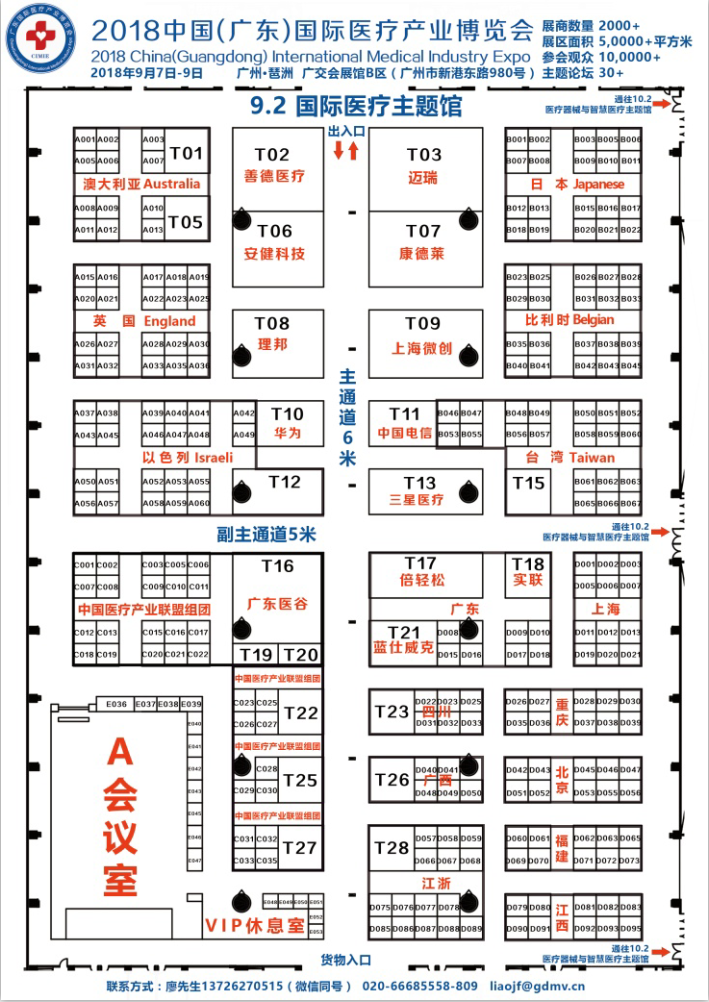 2018中国(广东)国际医疗产业博览会
2018 China(Guangdong) International Medical Industry Expo
2018年9月7日-9日 广州·琶洲 广交会展馆B区（广州市新港东路980号）
展商数量 2000+
展区面积 5,0000+平方米
参会观众 10,0000+
主题论坛 30+
CIMIE
9.2 国际医疗主题馆
通往10.2
医疗器械与智慧医疗主题馆
出入口
A001 A002 A003
A005 A006 A007
T01
澳大利亚 Australia
A008 A009 A010
A011 A012 A013
T05
T02
善德医疗
T06
安健科技
T03
迈瑞
T07
康德莱
B001 B002 B003 B005 B006
B007 B008 B009 B010 B011
日 本 Japanese
B012 B013 B015 B016 B017
B018 B019 B020 B021 B022
A015 A016 A017 A018 A019
A020 A021 A022 A023 A025
英 国 England
A026 A027 A028 A029 A030
A031 A032 A033 A035 A036
T08
理邦
T09
上海微创
B023 B025 B026 B027 B028
B029 B030 B031 B032 B033
比利时 Belgian
B035 B036 B037 B038 B039
B040 B041 B042 B043 B045
主通道6米
A037 A038 A039 A040 A041 A042
A043 A045 A046 A047 A048 A049
T10
华为
以色列 Israeli
A050 A051 A052 A053 A055
A056 A057 A058 A059 A060
T12
T11
中国电信
B046 B047 B048 B049 B050 B051 B052
B053 B055 B056 B057 B058 B059 B060
台 湾 Taiwan
T13
三星医疗
T15
B061 B062 B063
B065 B066 B067
副主通道5米
通往10.2
医疗器械与智慧医疗主题馆
C001 C002 C003 C005 C006
C007 C008 C009 C010 C011
中国医疗产业联盟组团
C012 C013 C015 C016 C017
C018 C019 C020 C021 C022
T16
广东医谷
T19 T20
T17
倍轻松
T18
实联
广东
T21
蓝仕威克
D008 D009 D010
D015 D016 D017 D018
D001 D002 D003
D005 D006 D007
上海
D011 D012 D013
D019 D020 D021
中国医疗产业联盟组团
C023 C025
C026 C027
T22
中国医疗产业联盟组团
C028
C029 C030
T25
中国医疗产业联盟组团
C031 C032
C033 C035
T27
T23
D022 D023 D025
四川
D031 D032 D033
D026 D027 D028 D029 D030
重庆
D035 D036 D037 D038 D039
T26
D040 D041
广西
D048 D049 D050
D042 D043 D045 D046 D047
北京
D051 D052 D053 D055 D056
T28
D057 D058 D059
D066 D067 D068
江浙
D075 D076 D077 D078
D085 D086 D087 D088 D089
D060 D061 D062 D063 D065
福建
D069 D070 D071 D072 D073
D079 D080 D081 D082 D083
江西
D090 D091 D092 D093 D095
E036 E037 E038 E039
E040
E041
E042
E043
E045
E046
E047
A会议室
E048 E049 E050 E051
E052
E053
VIP休息室
货物入口
通往10.2
医疗器械与智慧医疗主题馆
联系方式：廖先生13726270515（微信同号） 020-66685558-809 liaojf@gdmv.cn